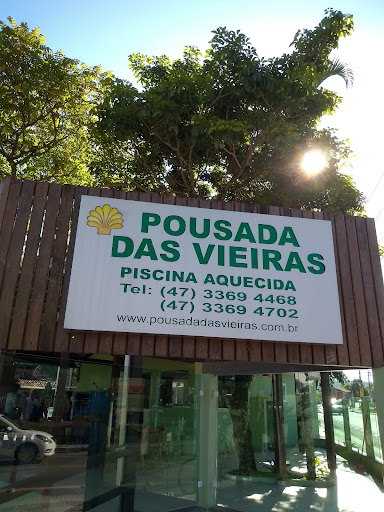 POUSADA
DAS VIEIRAS
PISCINA AQUECIDA
Tel: (47) 3369 4468
(47) 3369 4702
www.pousadadasvieiras.com.br